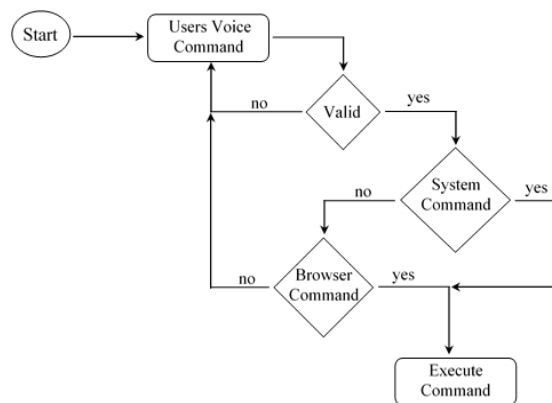 Start
Users Voice
Command
Valid
no
yes
System
Command
no
yes
Browser
Command
no
yes
Execute
Command